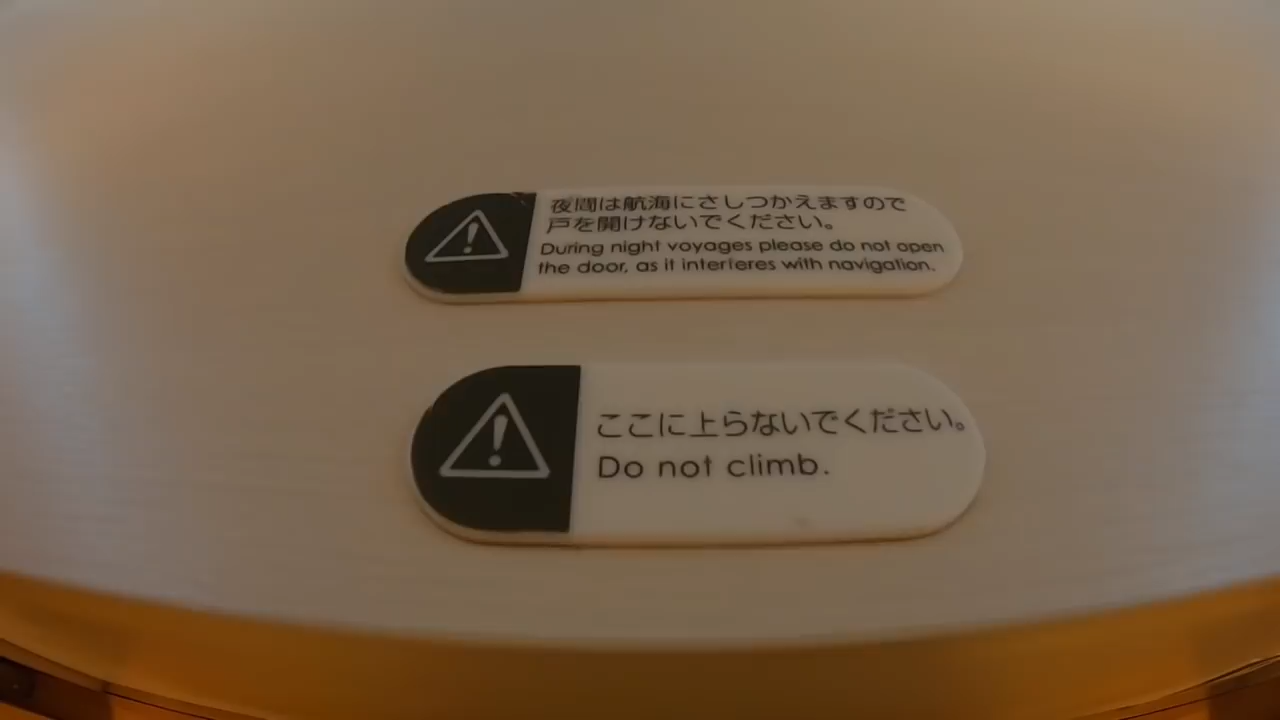 夜間は航海にさしつかえますので
戸を開けないでください。
During night voyages please do not open
the door, as it interferes with navigation.
ここに上らないでください。
Do not climb.